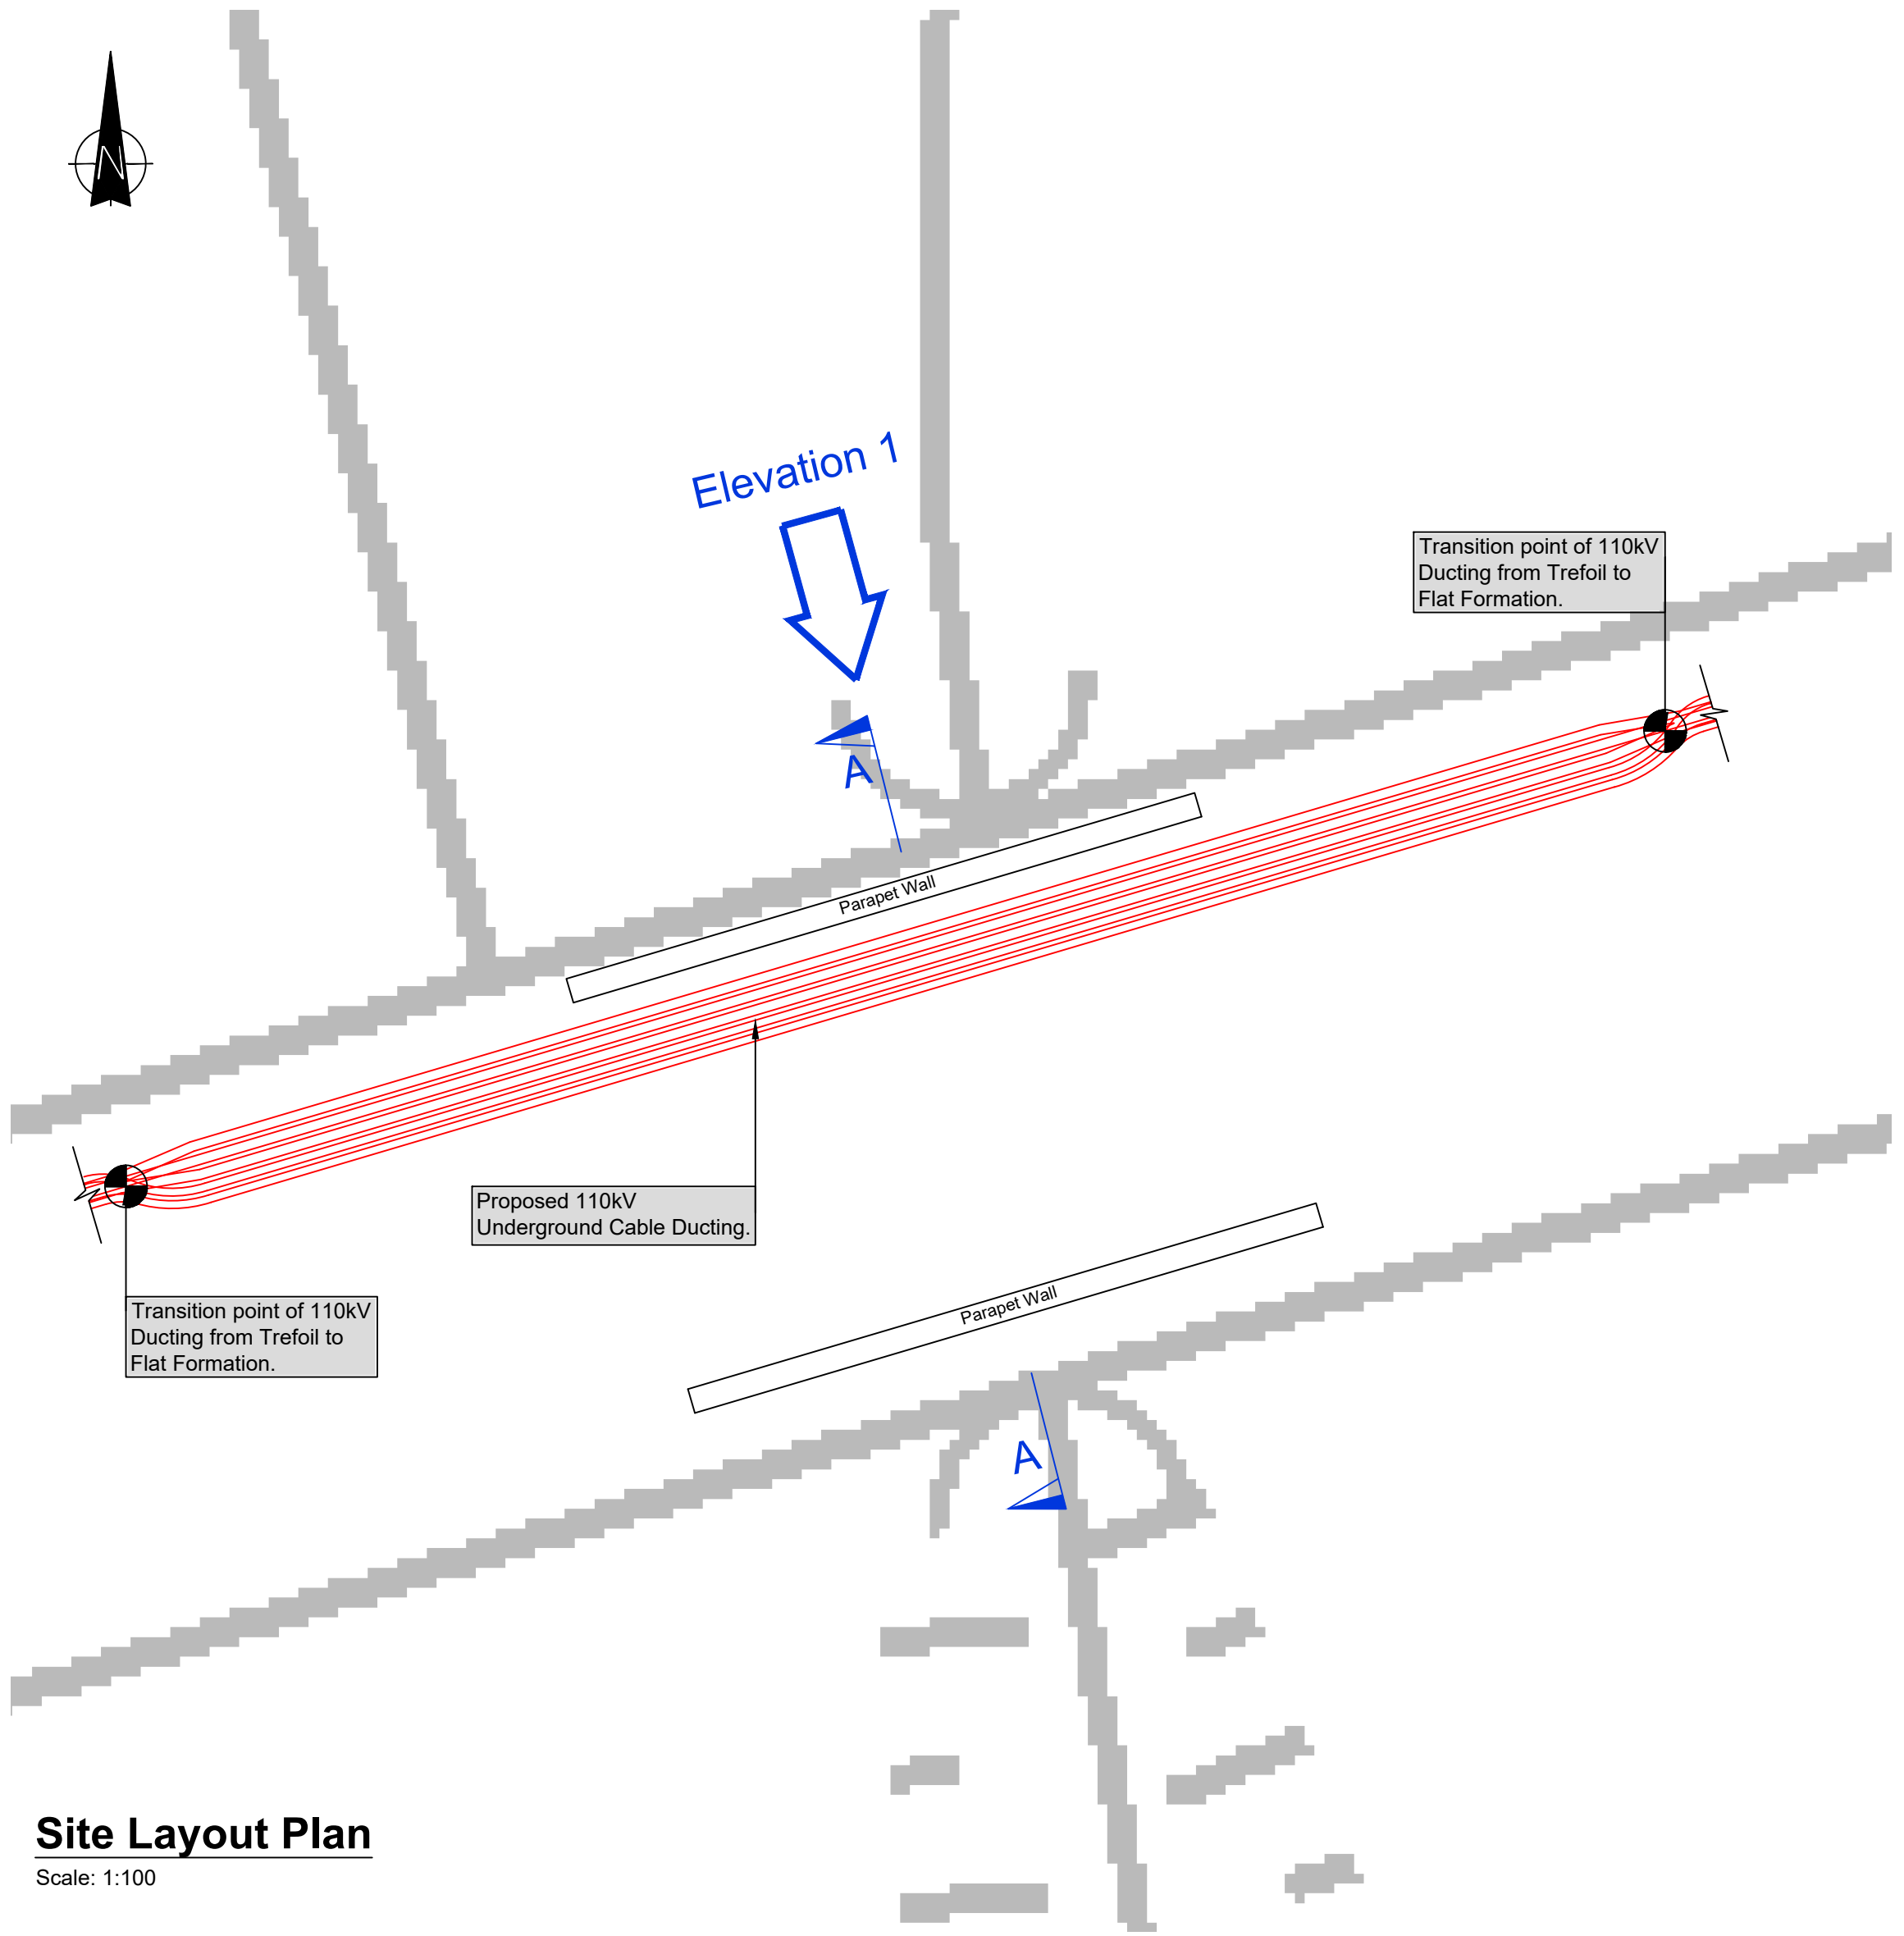 N
Elevation 1
Transition point of 110kV
Ducting from Trefoil to
Flat Formation.
A
Parapet Wall
Proposed 110kV
Underground Cable Ducting.
Transition point of 110kV
Ducting from Trefoil to
Flat Formation.
Parapet Wall
A
Site Layout Plan
Scale: 1:100